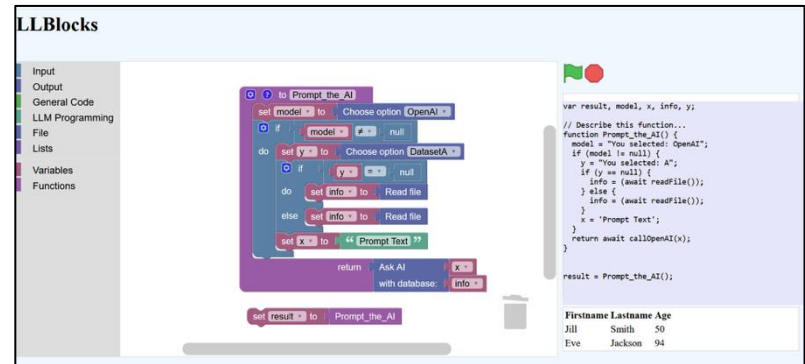 LLBlocks
Input
Output
General Code
LLM Programming
File
Lists
Variables
Functions
? to Prompt_the_AI
set model to Choose option OpenAI
if model ≠ null
do set y to Choose option DatasetA
if y = null
do set info to Read file
else set info to Read file
set x to “ Prompt Text ”
return Ask AI x
with database: info
set result to Prompt_the_AI
var result, model, x, info, y;
// Describe this function...
function Prompt_the_AI() {
model = "You selected: OpenAI";
if (model != null) {
y = "You selected: A";
if (y == null) {
info = (await readFile());
} else {
info = (await readFile());
}
x = 'Prompt Text';
}
return await callOpenAI(x);
}
result = Prompt_the_AI();
Firstname Lastname Age
Jill Smith 50
Eve Jackson 94